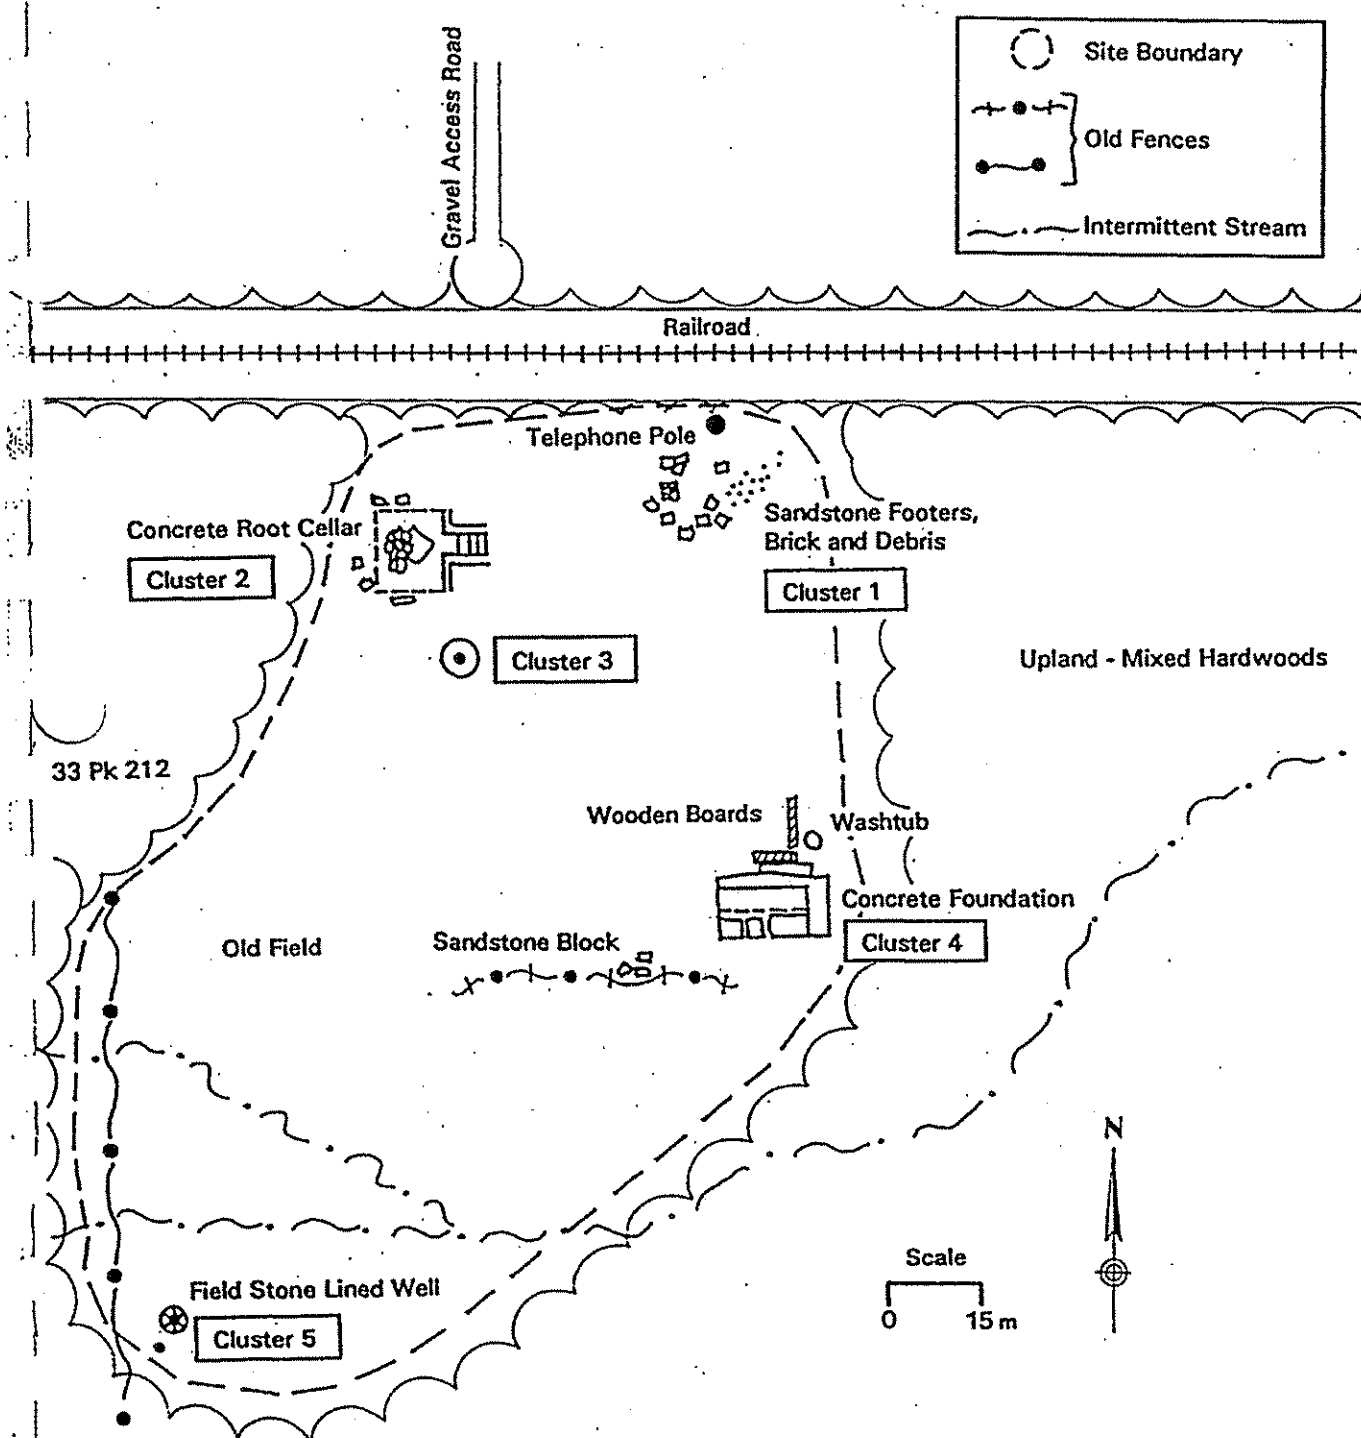 Gravel Access Road
Site Boundary
Old Fences
Intermittent Stream
Railroad
Telephone Pole
Concrete Root Cellar
Cluster 2
Sandstone Footers,
Brick and Debris
Cluster 1
Cluster 3
Upland - Mixed Hardwoods
33 Pk 212
Wooden Boards
Washtub
Concrete Foundation
Cluster 4
Old Field
Sandstone Block
N
Scale
0 15 m
Field Stone Lined Well
Cluster 5